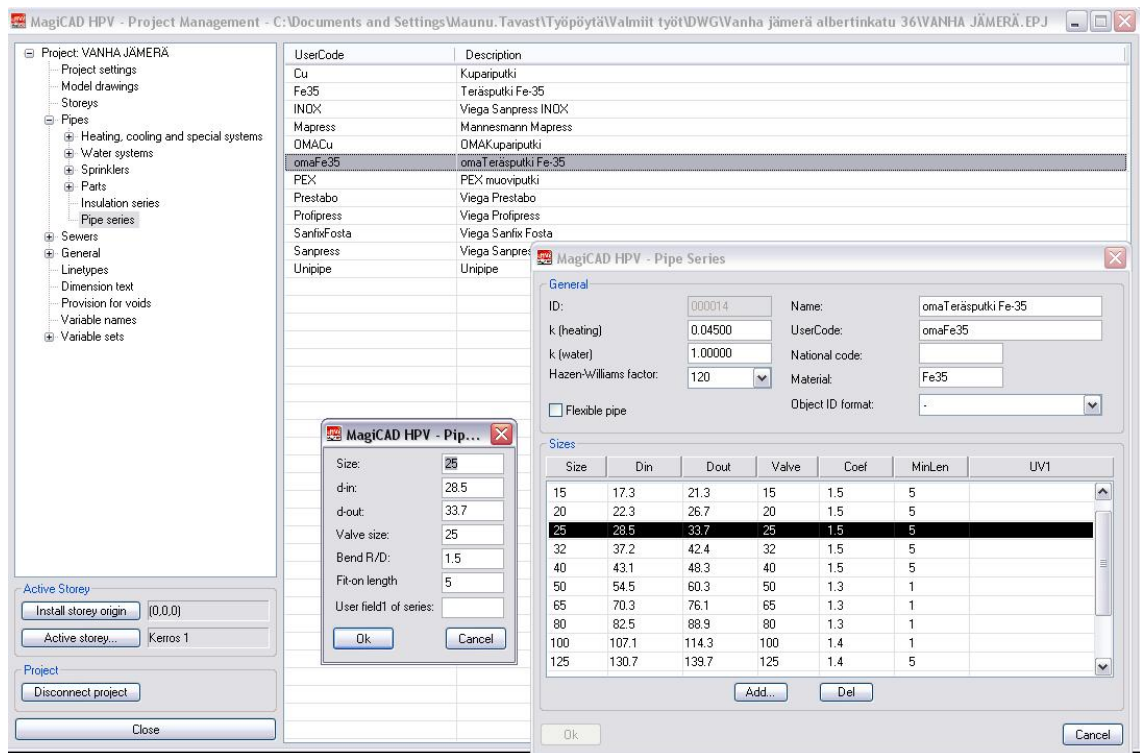 MagiCAD HPV - Project Management - C:\Documents and Settings\Maunu.Tavast\Työpöytä\Valmiit työt\DWG\Vanha jämerä albertinkatu 36\VANHA JÄMERÄ.EPJ
Project: VANHA JÄMERÄ
Project settings
Model drawings
Storeys
Pipes
Heating, cooling and special systems
Water systems
Sprinklers
Parts
Insulation series
Pipe series
Sewers
General
Linetypes
Dimension text
Provision for voids
Variable names
Variable sets
Active Storey
Install storey origin (0,0,0)
Active storey... Kerros 1
Project
Disconnect project
Close
UserCode Description
Cu Kupariputki
Fe35 Teräsputki Fe-35
INOX Viega Sanpress INOX
Mapress Mannesmann Mapress
OMACu OMAKupariputki
omaFe35 omaTeräsputki Fe-35
PEX PEX muoviputki
Prestabo Viega Prestabo
Profipress Viega Profipress
SanfixFosta Viega Sanfix Fosta
Sanpress Viega Sanpres
Unipipe Unipipe
MagiCAD HPV - Pip...
Size: 25
d-in: 28.5
d-out: 33.7
Valve size: 25
Bend R/D: 1.5
Fit-on length 5
User field1 of series:
Ok Cancel
MagiCAD HPV - Pipe Series
General
ID: 000014 Name: omaTeräsputki Fe-35
k (heating) 0.04500 UserCode: omaFe35
k (water) 1.00000 National code:
Hazen-Williams factor: 120 Material: Fe35
Flexible pipe Object ID format: -
Sizes
Size Din Dout Valve Coef MinLen UV1
15 17.3 21.3 15 1.5 5
20 22.3 26.7 20 1.5 5
25 28.5 33.7 25 1.5 5
32 37.2 42.4 32 1.5 5
40 43.1 48.3 40 1.5 5
50 54.5 60.3 50 1.3 1
65 70.3 76.1 65 1.3 1
80 82.5 88.9 80 1.3 1
100 107.1 114.3 100 1.4 1
125 130.7 139.7 125 1.4 5
Add... Del
Ok Cancel